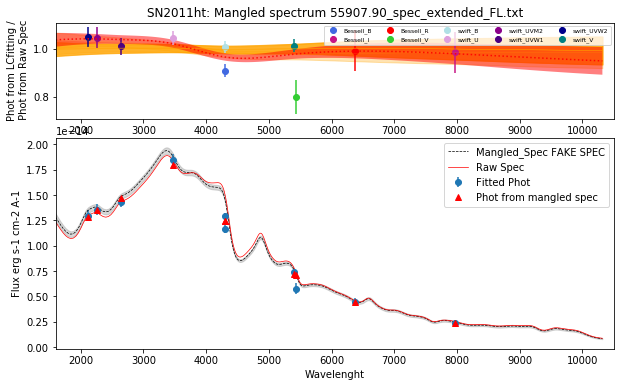 SN2011ht: Mangled spectrum 55907.90_spec_extended_FL.txt
Phot from LCfitting /
Phot from Raw Spec
1.0
0.8
Bessell_B
Bessell_I
Bessell_R
Bessell_V
swift_B
swift_U
swift_UVM2
swift_UVW1
swift_UVW2
swift_V
2000 3000 4000 5000 6000 7000 8000 9000 10000
1e−14
Flux erg s-1 cm-2 A-1
2.00
1.75
1.50
1.25
1.00
0.75
0.50
0.25
0.00
Mangled_Spec FAKE SPEC
Raw Spec
Fitted Phot
Phot from mangled spec
2000 3000 4000 5000 6000 7000 8000 9000 10000
Wavelenght